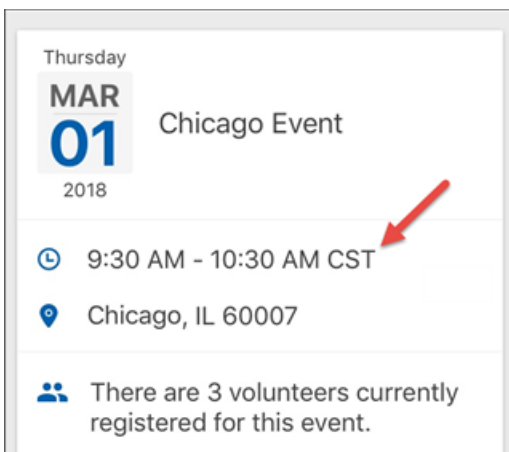 Thursday
MAR
01
2018
Chicago Event
9:30 AM - 10:30 AM CST
Chicago, IL 60007
There are 3 volunteers currently
registered for this event.